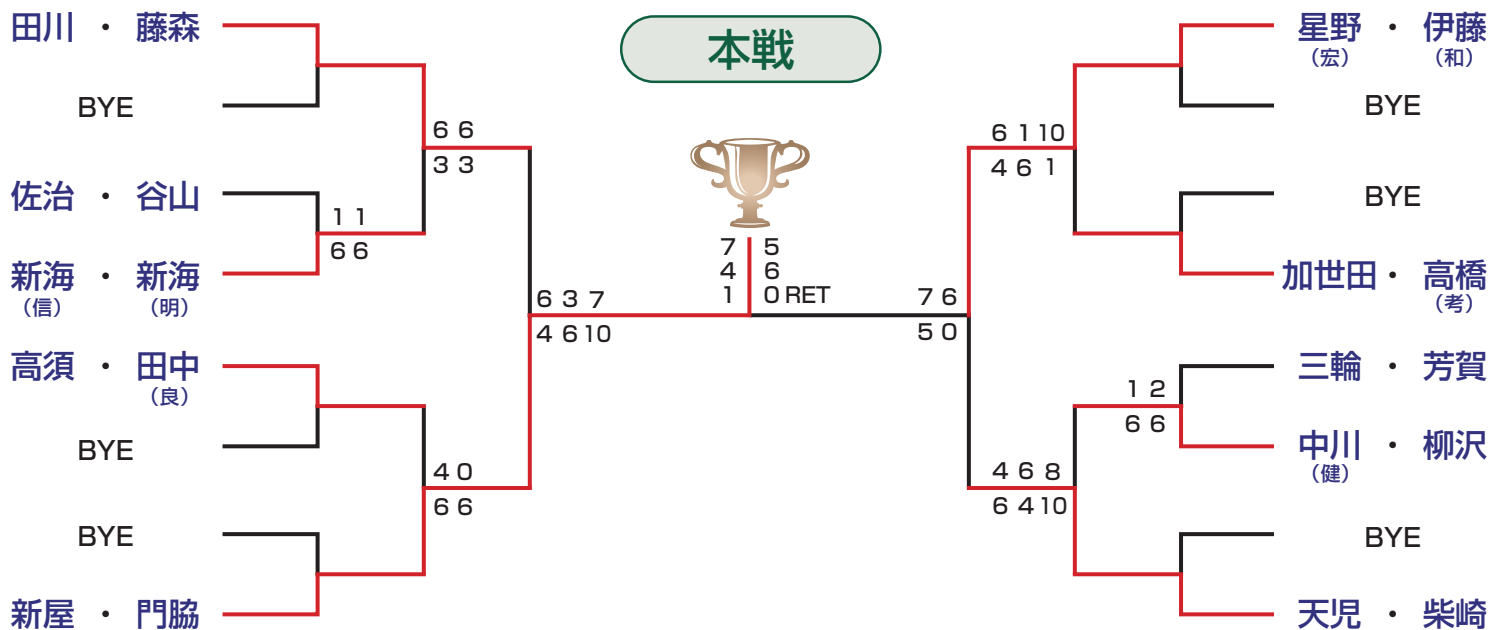 本戦
田川 ・ 藤森
BYE
6 6
3 3
佐治 ・ 谷山
1 1
6 6
新海 ・ 新海
(信) (明)
6 3 7
4 6 10
高須 ・ 田中
(良)
BYE
4 0
6 6
BYE
新屋 ・ 門脇
7 5
4 6
1 0 RET
星野 ・ 伊藤
(宏) (和)
BYE
6 1 10
4 6 1
BYE
加世田 ・ 高橋
(考)
7 6
5 0
三輪 ・ 芳賀
1 2
6 6
中川 ・ 柳沢
(健)
4 6 8
6 4 10
BYE
天児 ・ 柴崎